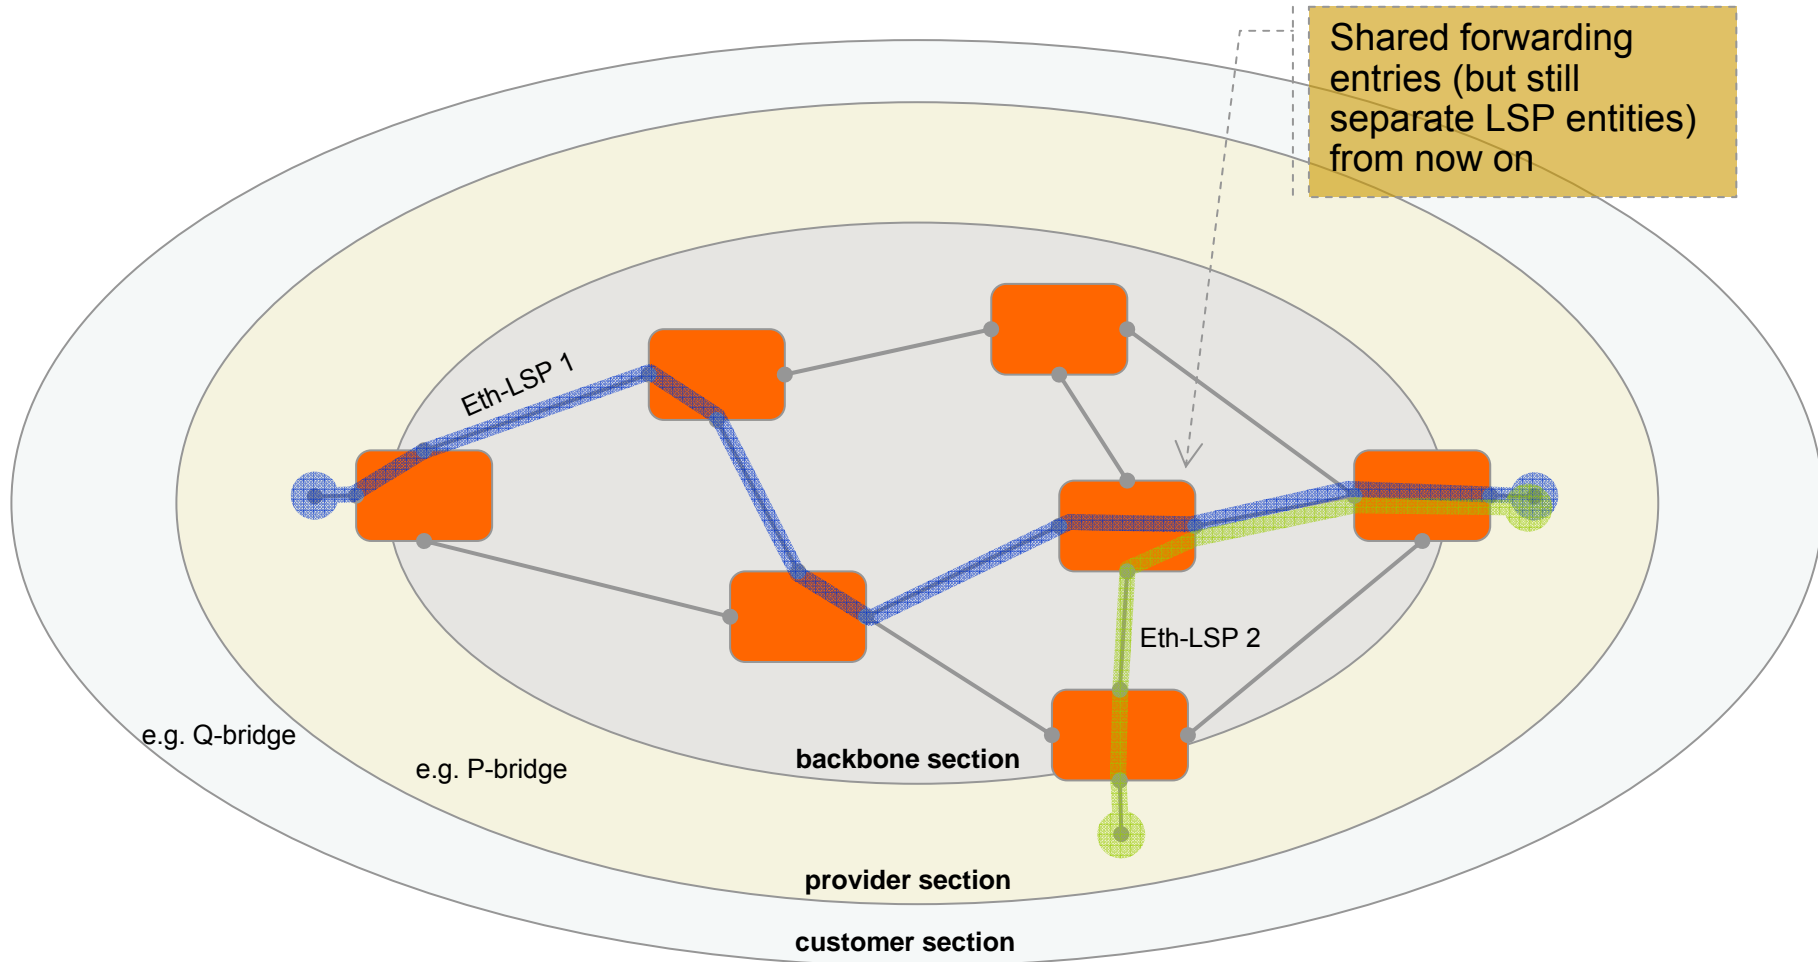 Shared forwarding
entries (but still
separate LSP entities)
from now on
Eth-LSP 1
Eth-LSP 2
e.g. Q-bridge
e.g. P-bridge
backbone section
provider section
customer section